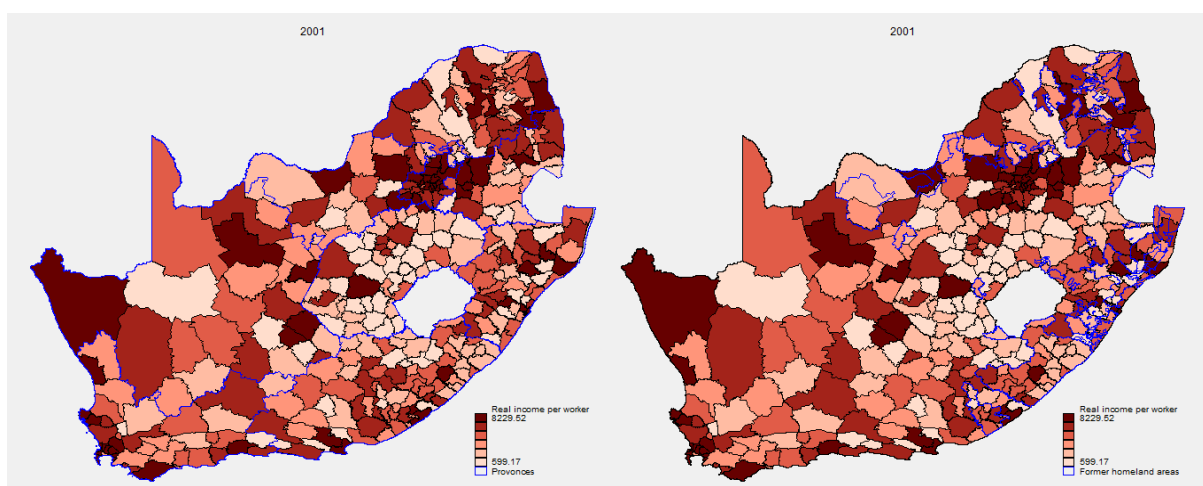 2001
Real income per worker
8229.52
599.17
Provonces
2001
Real income per worker
8229.52
599.17
Former homeland areas